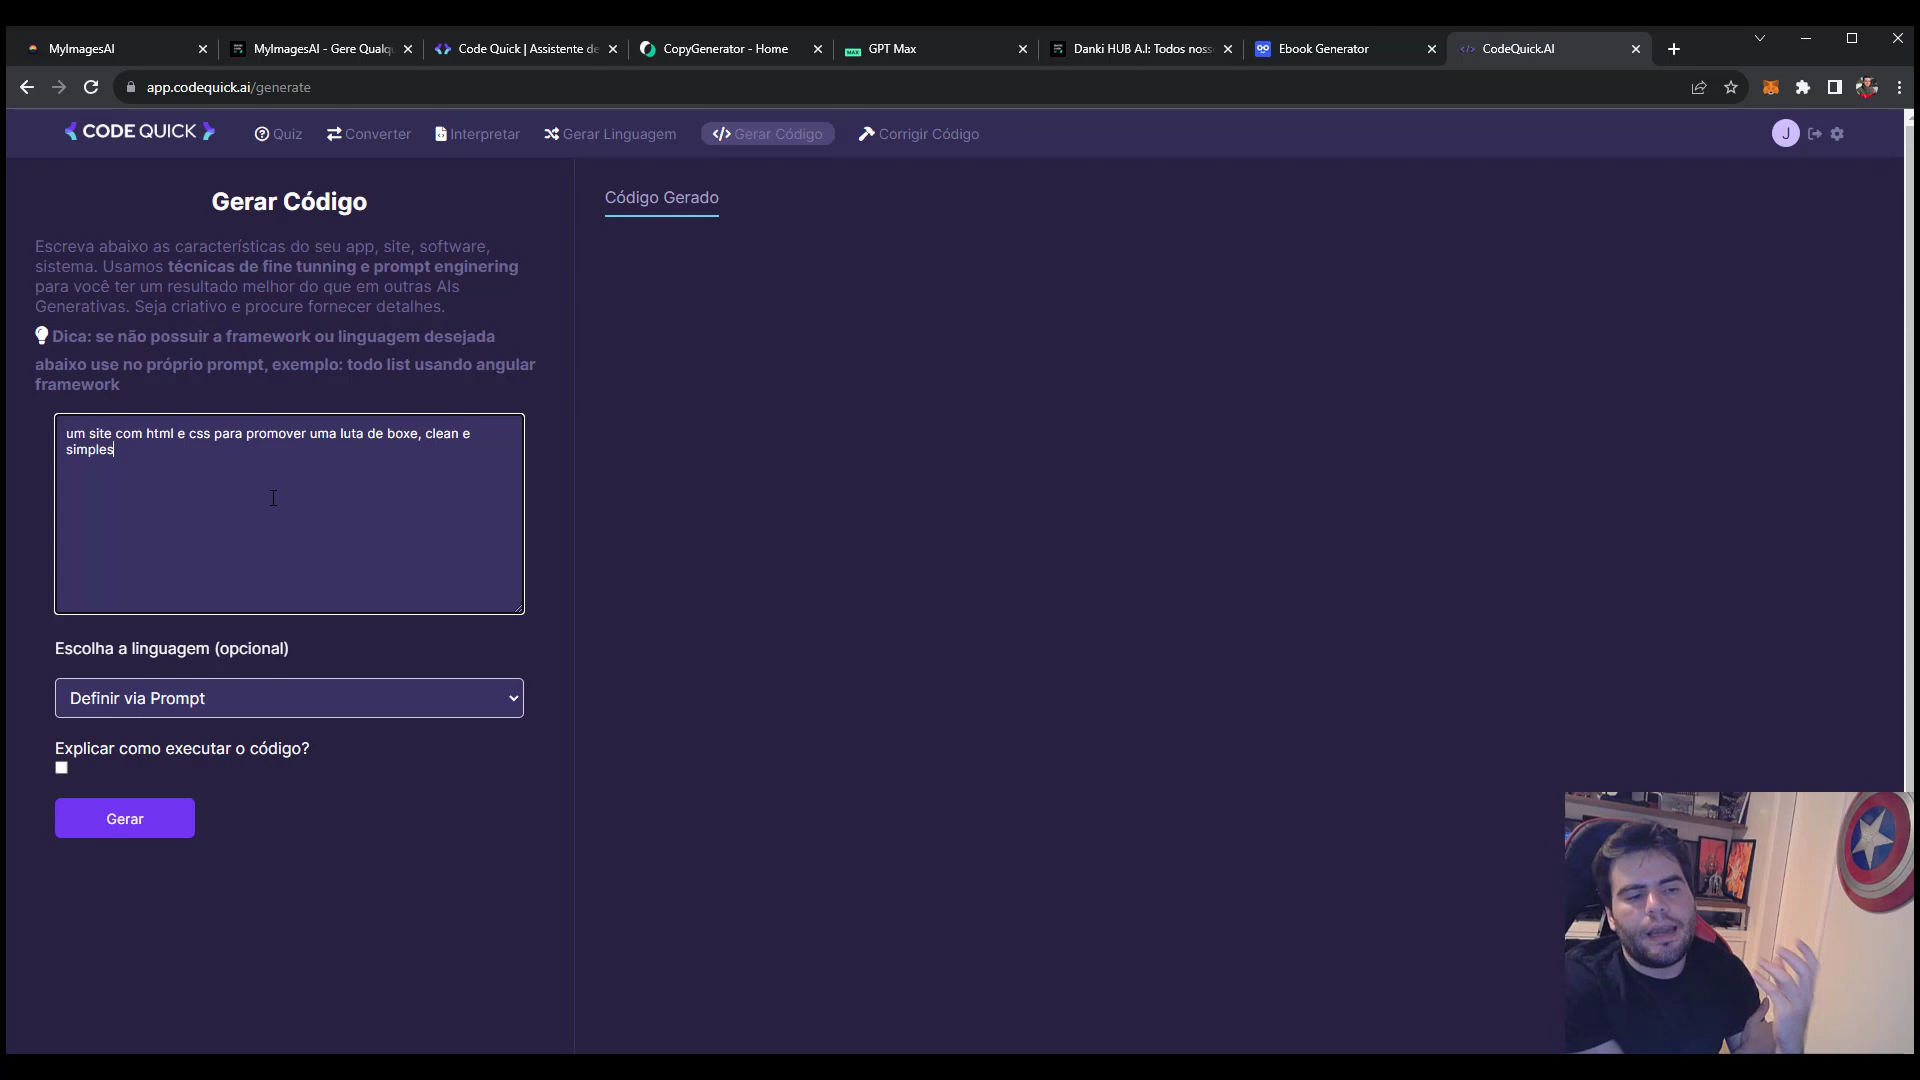 MyImagesAI
MyImagesAI - Gere Qualq
Code Quick | Assistente de
CopyGenerator - Home
MAX GPT Max
Danki HUB A.I: Todos noss
Ebook Generator
CodeQuick.AI
app.codequick.ai/generate
CODE QUICK
Quiz
Converter
Interpretar
Gerar Linguagem
Gerar Código
Corrigir Código
J
Gerar Código
Escreva abaixo as características do seu app, site, software,
sistema. Usamos técnicas de fine tunning e prompt enginering
para você ter um resultado melhor do que em outras AIs
Generativas. Seja criativo e procure fornecer detalhes.
Dica: se não possuir a framework ou linguagem desejada
abaixo use no próprio prompt, exemplo: todo list usando angular
framework
um site com html e css para promover uma luta de boxe, clean e
simples
Escolha a linguagem (opcional)
Definir via Prompt
Explicar como executar o código?
Gerar
Código Gerado